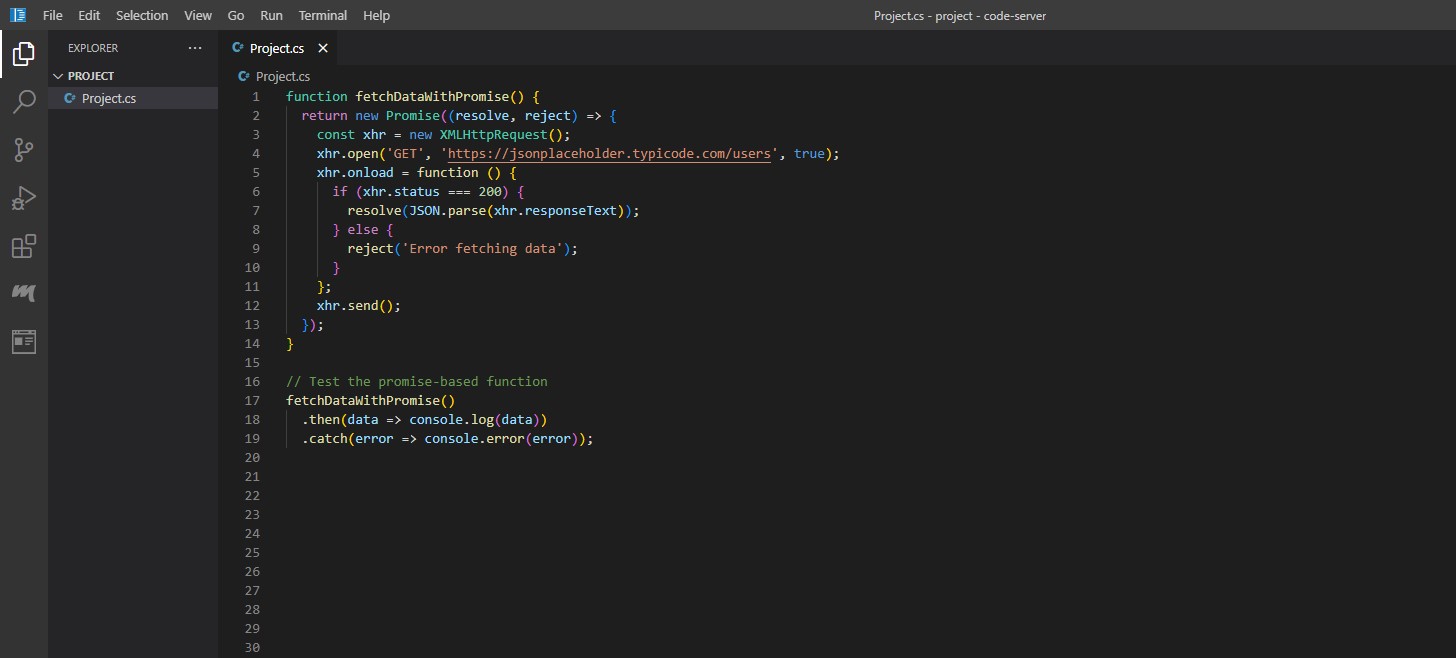 File Edit Selection View Go Run Terminal Help
Project.cs - project - code-server
EXPLORER ···
PROJECT
C# Project.cs
C# Project.cs ×
C# Project.cs
1 function fetchDataWithPromise() {
2   return new Promise((resolve, reject) => {
3     const xhr = new XMLHttpRequest();
4     xhr.open('GET', 'https://jsonplaceholder.typicode.com/users', true);
5     xhr.onload = function () {
6       if (xhr.status === 200) {
7         resolve(JSON.parse(xhr.responseText));
8       } else {
9         reject('Error fetching data');
10       }
11     };
12     xhr.send();
13   });
14 }
15
16 // Test the promise-based function
17 fetchDataWithPromise()
18   .then(data => console.log(data))
19   .catch(error => console.error(error));
20
21
22
23
24
25
26
27
28
29
30